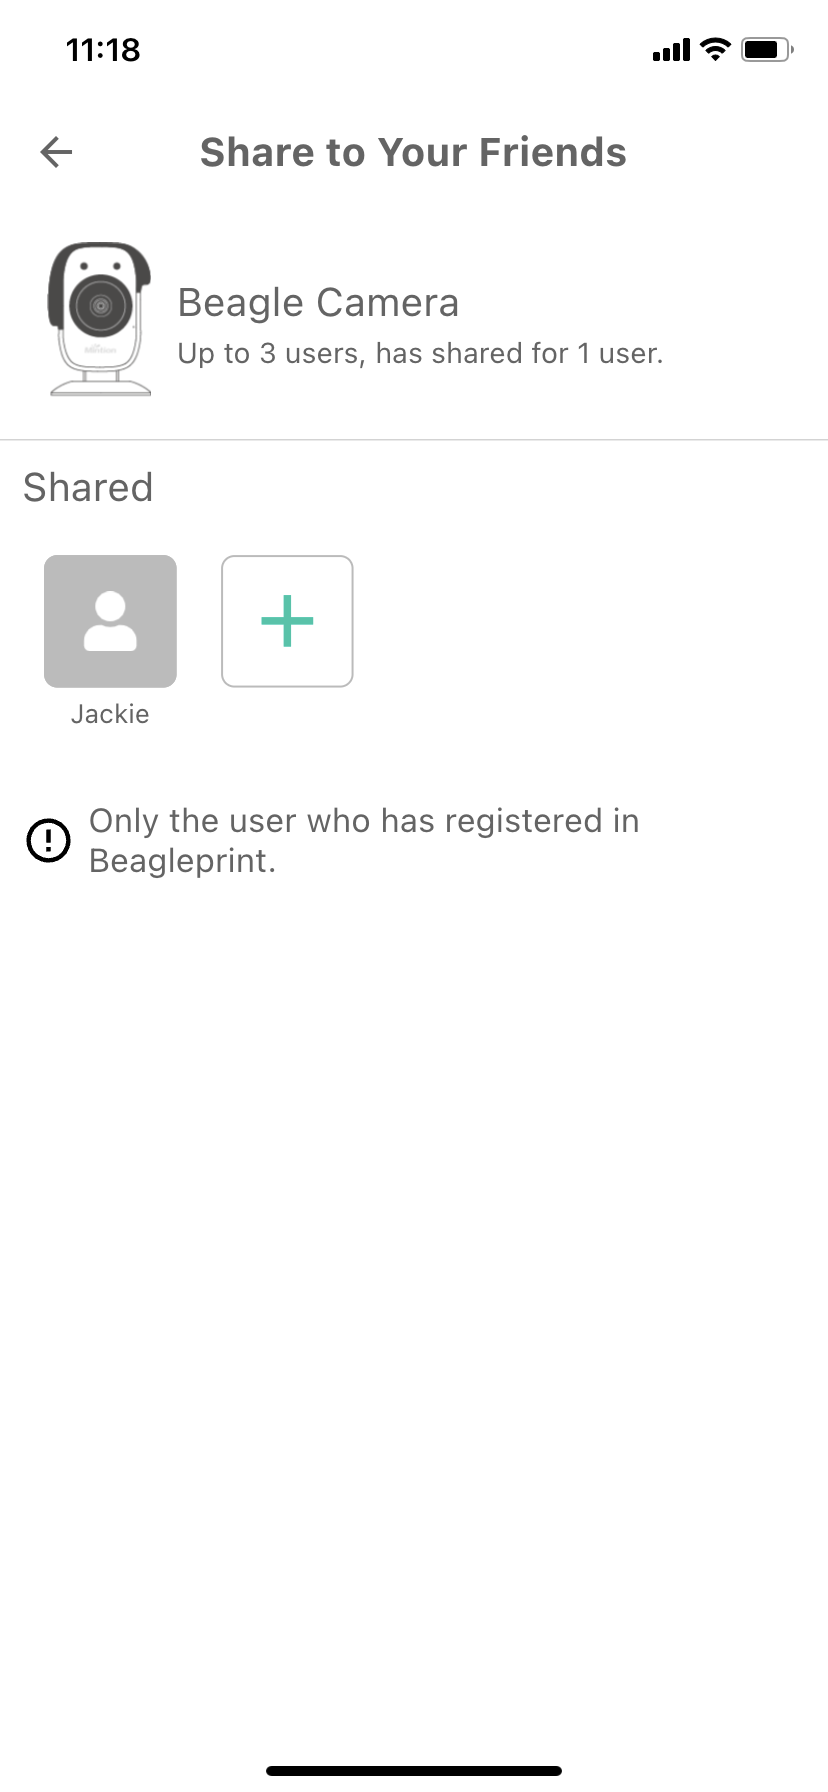 11:18
Share to Your Friends
Beagle Camera
Up to 3 users, has shared for 1 user.
Shared
Jackie
Only the user who has registered in
Beagleprint.